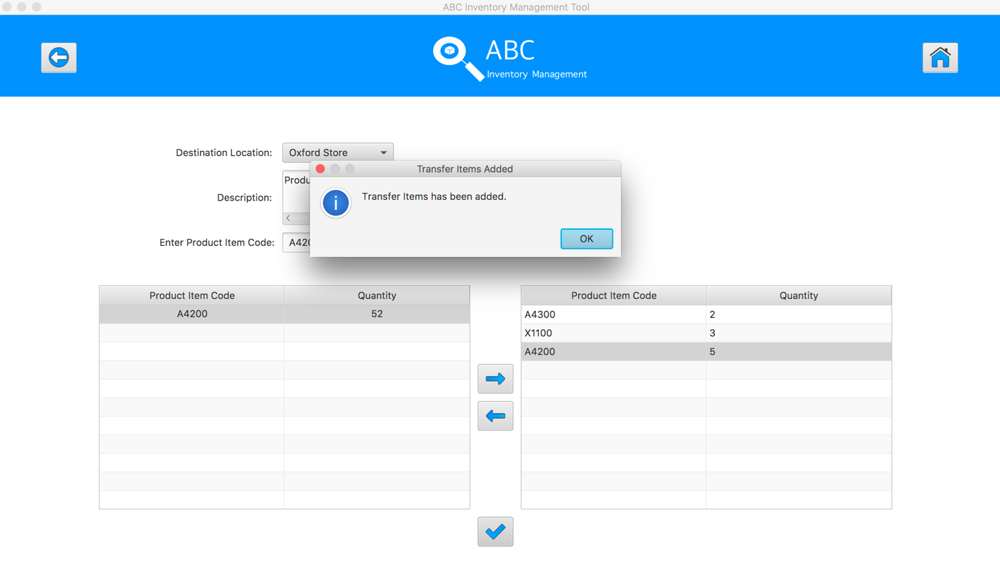 ABC Inventory Management Tool
ABC
Inventory Management
Destination Location: Oxford Store
Transfer Items Added
Description:
Transfer Items has been added.
OK
Enter Product Item Code:
Product Item Code Quantity
A4200 52
Product Item Code Quantity
A4300 2
X1100 3
A4200 5